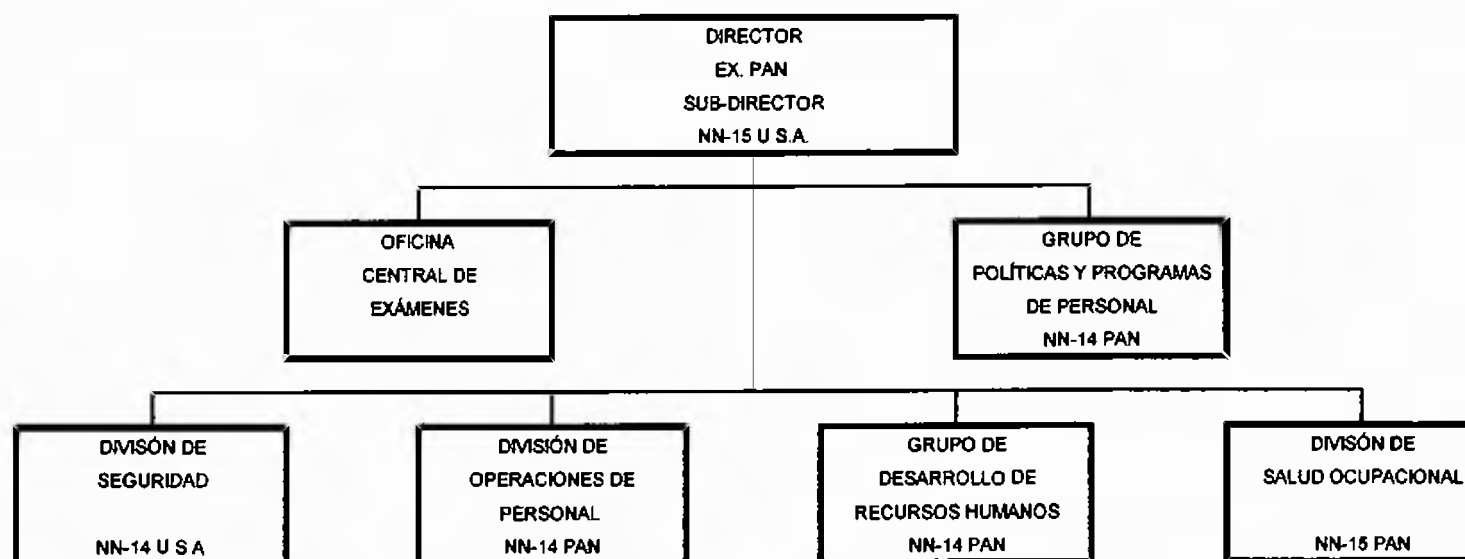 DIRECTOR
EX. PAN
SUB-DIRECTOR
NN-15 U S.A.
OFICINA
CENTRAL DE
EXÁMENES
GRUPO DE
POLÍTICAS Y PROGRAMAS
DE PERSONAL
NN-14 PAN
DIVISÓN DE
SEGURIDAD
NN-14 U S A
DIVISIÓN DE
OPERACIONES DE
PERSONAL
NN-14 PAN
GRUPO DE
DESARROLLO DE
RECURSOS HUMANOS
NN-14 PAN
DIVISÓN DE
SALUD OCUPACIONAL
NN-15 PAN